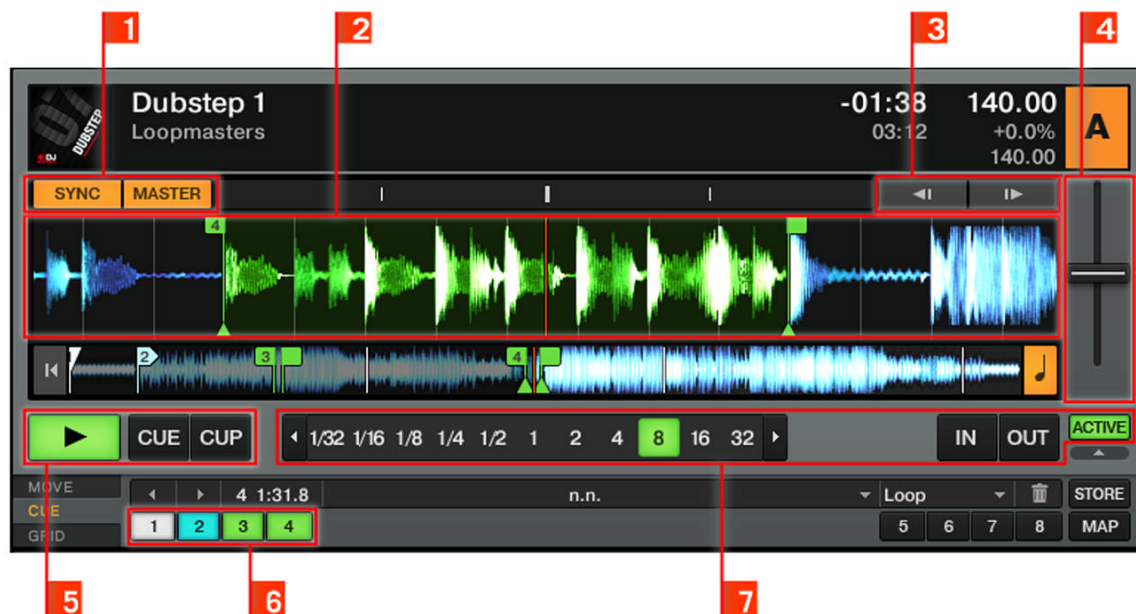 1 2 3 4
Dubstep 1 -01:38 140.00 A
Loopmasters 03:12 +0.0%
140.00
DUBSTEP
DJ
SYNC MASTER
4
2 3 4
CUE CUP 1/32 1/16 1/8 1/4 1/2 1 2 4 8 16 32 IN OUT ACTIVE
MOVE 4 1:31.8 n.n. Loop STORE
CUE
GRID 1 2 3 4 5 6 7 8 MAP
5 6 7